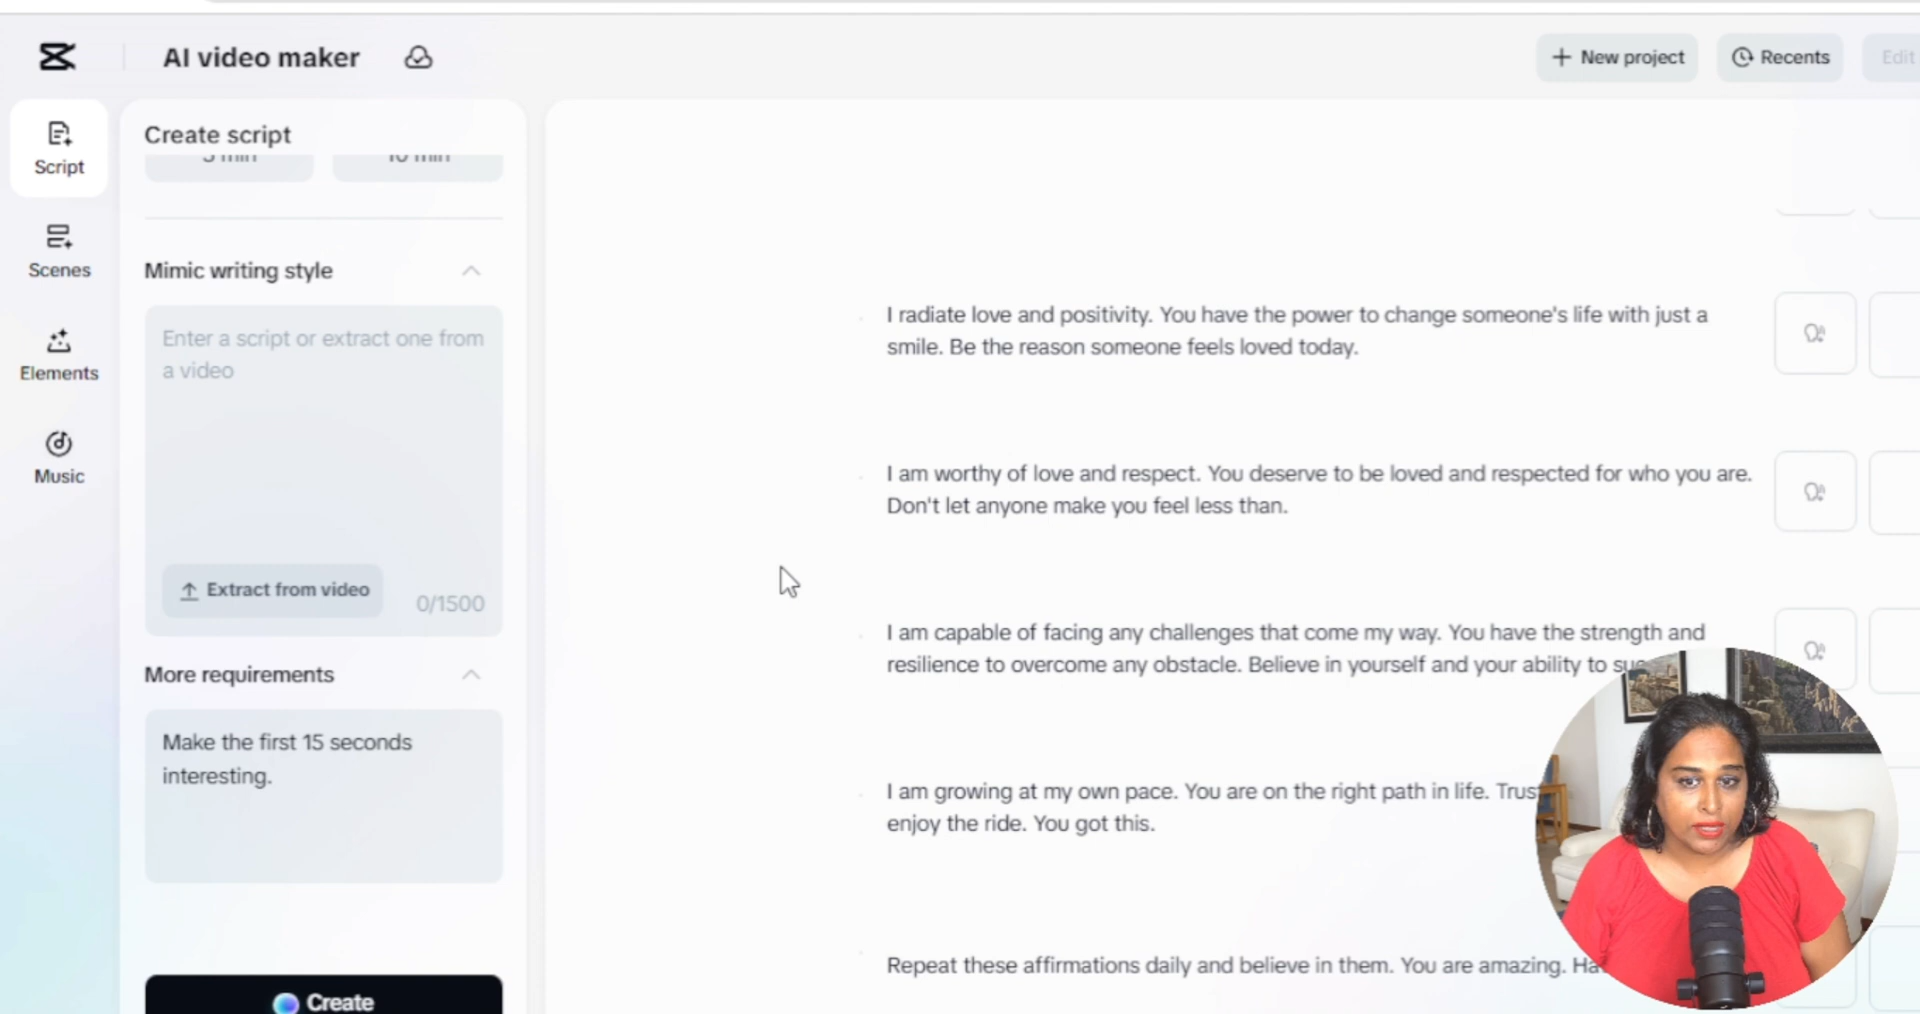 AI video maker
+ New project
Recents
Edit
Script
Scenes
Elements
Music
Create script
5 min
10 min
Mimic writing style
Enter a script or extract one from
a video
Extract from video
0/1500
More requirements
Make the first 15 seconds
interesting.
Create
I radiate love and positivity. You have the power to change someone's life with just a
smile. Be the reason someone feels loved today.
I am worthy of love and respect. You deserve to be loved and respected for who you are.
Don't let anyone make you feel less than.
I am capable of facing any challenges that come my way. You have the strength and
resilience to overcome any obstacle. Believe in yourself and your ability to
I am growing at my own pace. You are on the right path in life. Trust
enjoy the ride. You got this.
Repeat these affirmations daily and believe in them. You are amazing.